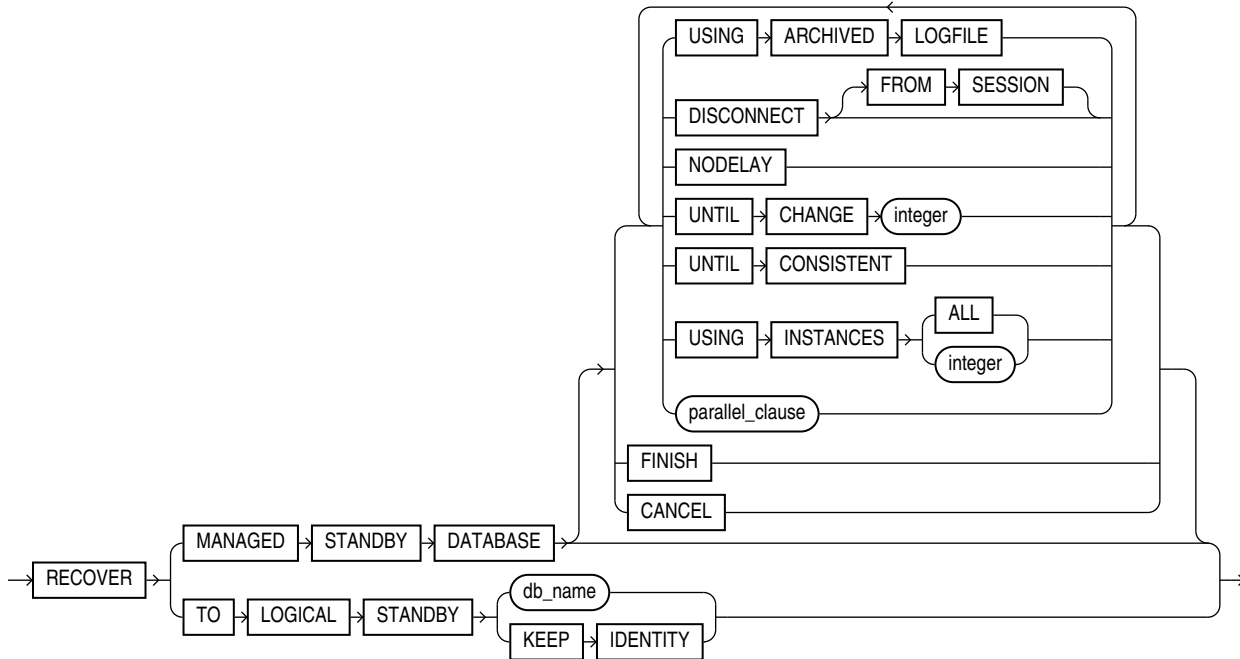 USING ARCHIVED LOGFILE
FROM SESSION
DISCONNECT
NODELAY
UNTIL CHANGE integer
UNTIL CONSISTENT
ALL
USING INSTANCES
integer
parallel_clause
FINISH
CANCEL
MANAGED STANDBY DATABASE
RECOVER
db_name
TO LOGICAL STANDBY
KEEP IDENTITY